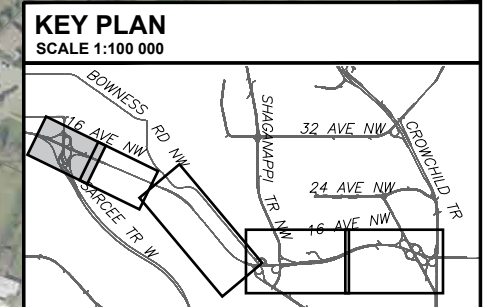 KEY PLAN
SCALE 1:100 000
BOWNESS RD NW
16 AVE NW
SARCEE TR W
SHAGANAPPI TR NW
32 AVE NW
CROWCHILD TR
24 AVE NW
16 AVE NW